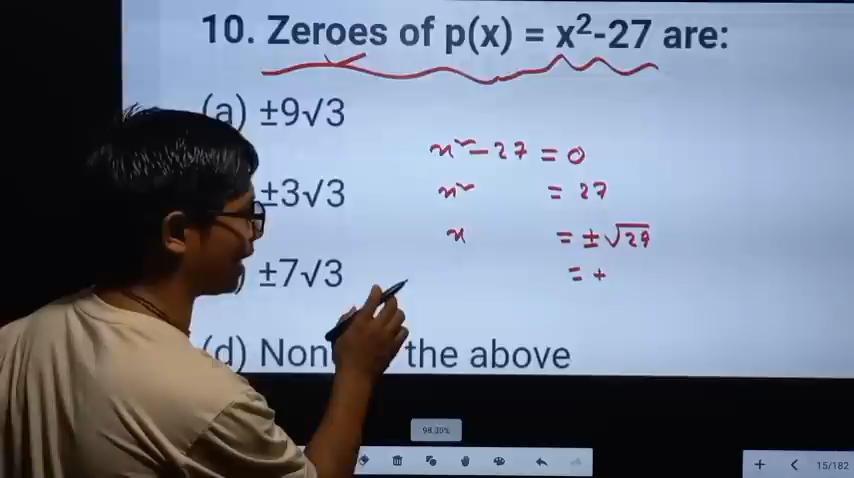 10. Zeroes of p(x) = x²-27 are:
(a) ±9√3
±3√3
±7√3
(d) Non the above
x²-27 = 0
x² = 27
x = ±√27
= +
98.30%
15/182